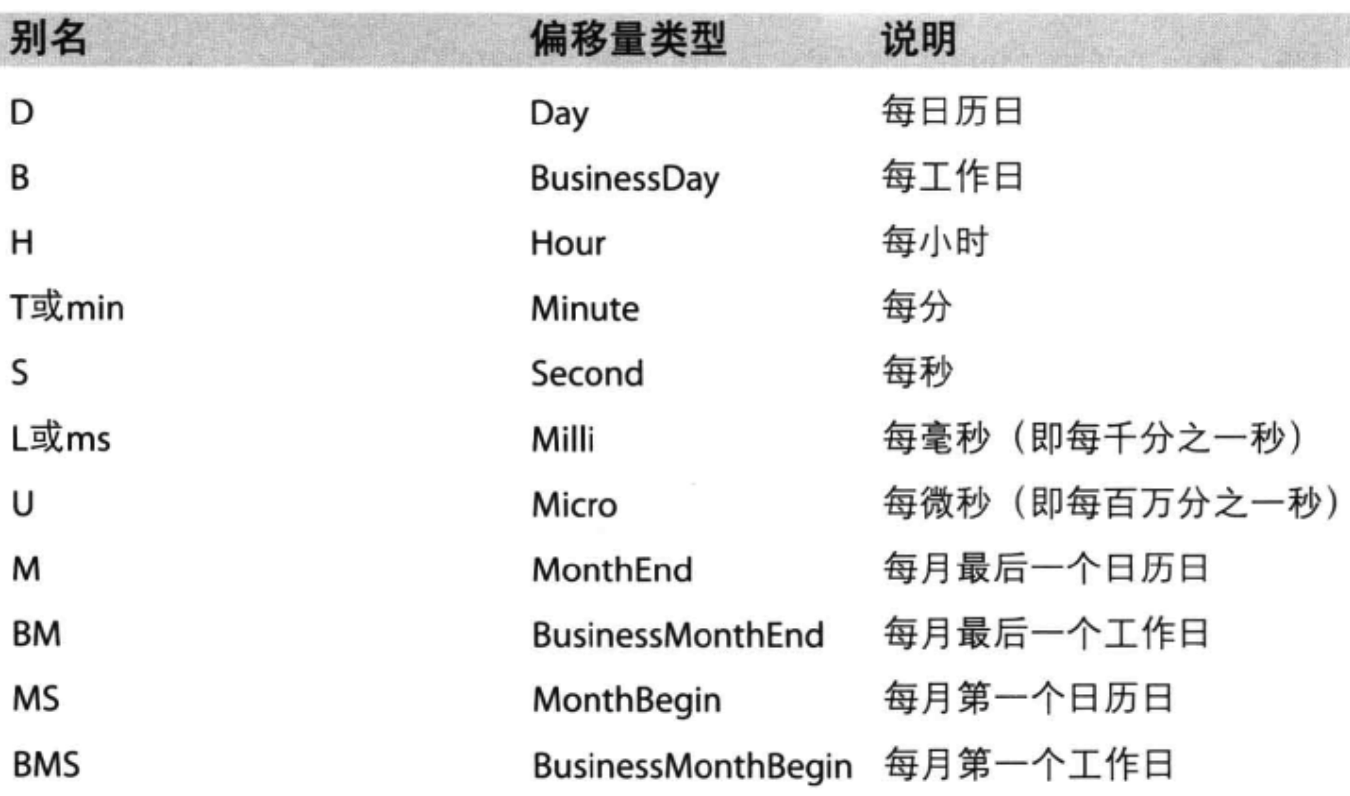 别名 偏移量类型 说明
D Day 每日历日
B BusinessDay 每工作日
H Hour 每小时
T或min Minute 每分
S Second 每秒
L或ms Milli 每毫秒（即每千分之一秒）
U Micro 每微秒（即每百万分之一秒）
M MonthEnd 每月最后一个日历日
BM BusinessMonthEnd 每月最后一个工作日
MS MonthBegin 每月第一个日历日
BMS BusinessMonthBegin 每月第一个工作日